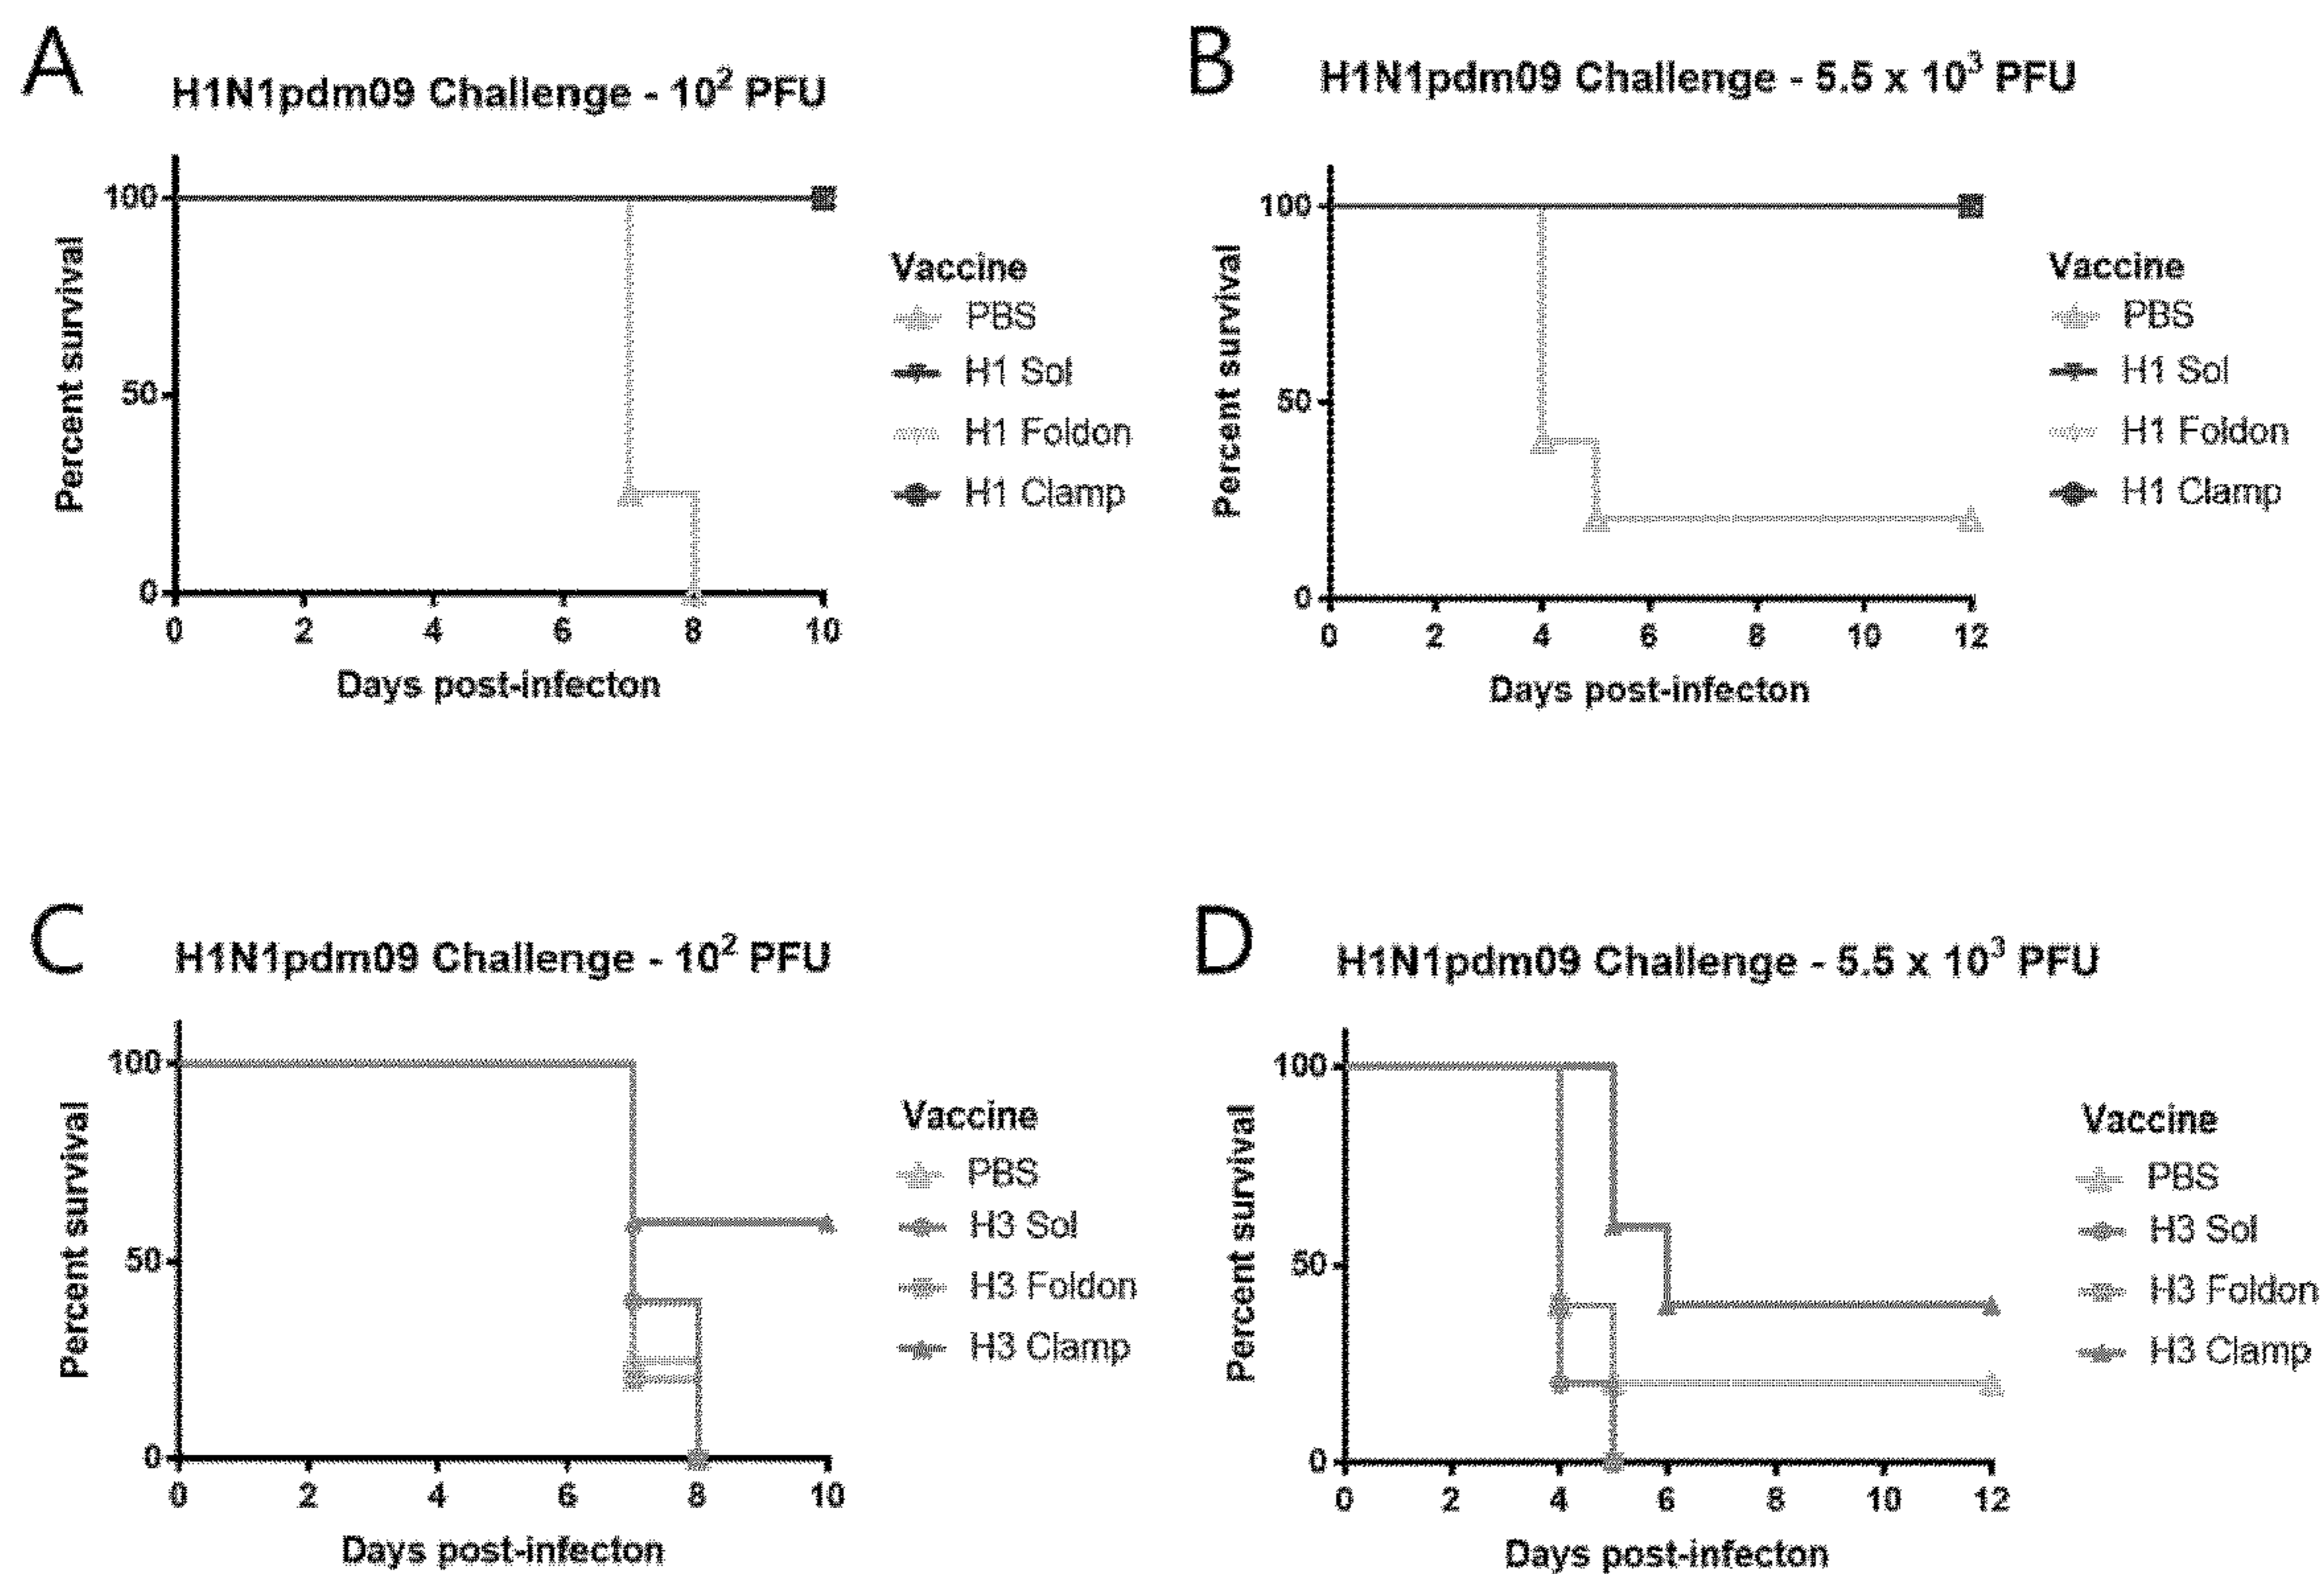 A
H1N1pdm09 Challenge - 10² PFU
100
50
0
Percent survival
0 2 4 6 8 10
Days post-infecton
Vaccine
PBS
H1 Sol
H1 Foldon
H1 Clamp
B
H1N1pdm09 Challenge - 5.5 x 10³ PFU
100
50
0
Percent survival
0 2 4 6 8 10 12
Days post-infecton
Vaccine
PBS
H1 Sol
H1 Foldon
H1 Clamp
C
H1N1pdm09 Challenge - 10² PFU
100
50
0
Percent survival
0 2 4 6 8 10
Days post-infecton
Vaccine
PBS
H3 Sol
H3 Foldon
H3 Clamp
D
H1N1pdm09 Challenge - 5.5 x 10³ PFU
100
50
0
Percent survival
0 2 4 6 8 10 12
Days post-infecton
Vaccine
PBS
H3 Sol
H3 Foldon
H3 Clamp